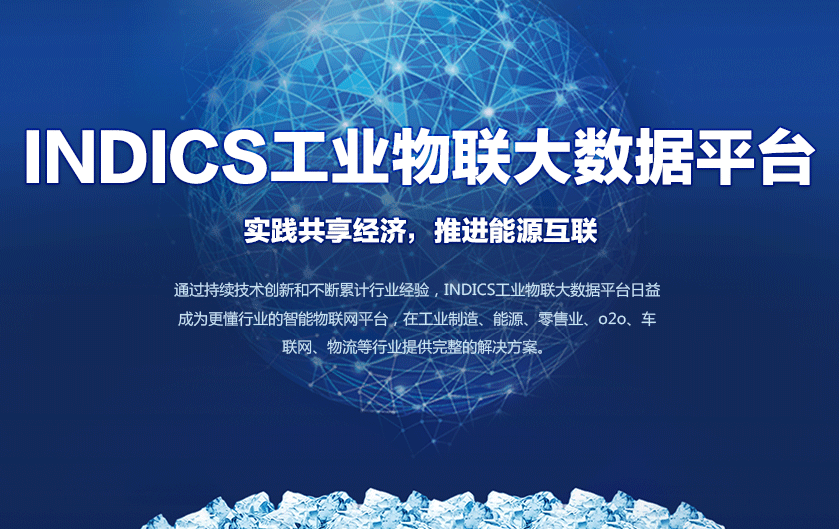 INDICS工业物联大数据平台
实践共享经济，推进能源互联
通过持续技术创新和不断累计行业经验，INDICS工业物联大数据平台日益
成为更懂行业的智能物联网平台，在工业制造、能源、零售业、o2o、车
联网、物流等行业提供完整的解决方案。